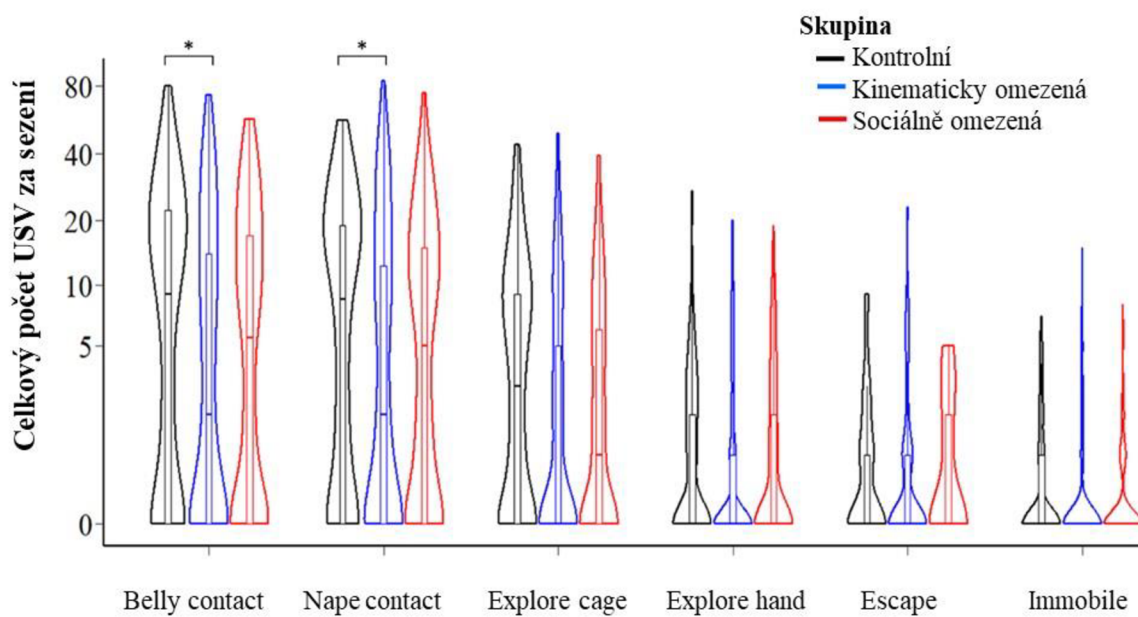 Skupina
Kontrolní
Kinematicky omezená
Sociálně omezená
* *
Celkový počet USV za sezení
80
40
20
10
5
0
Belly contact Nape contact Explore cage Explore hand Escape Immobile